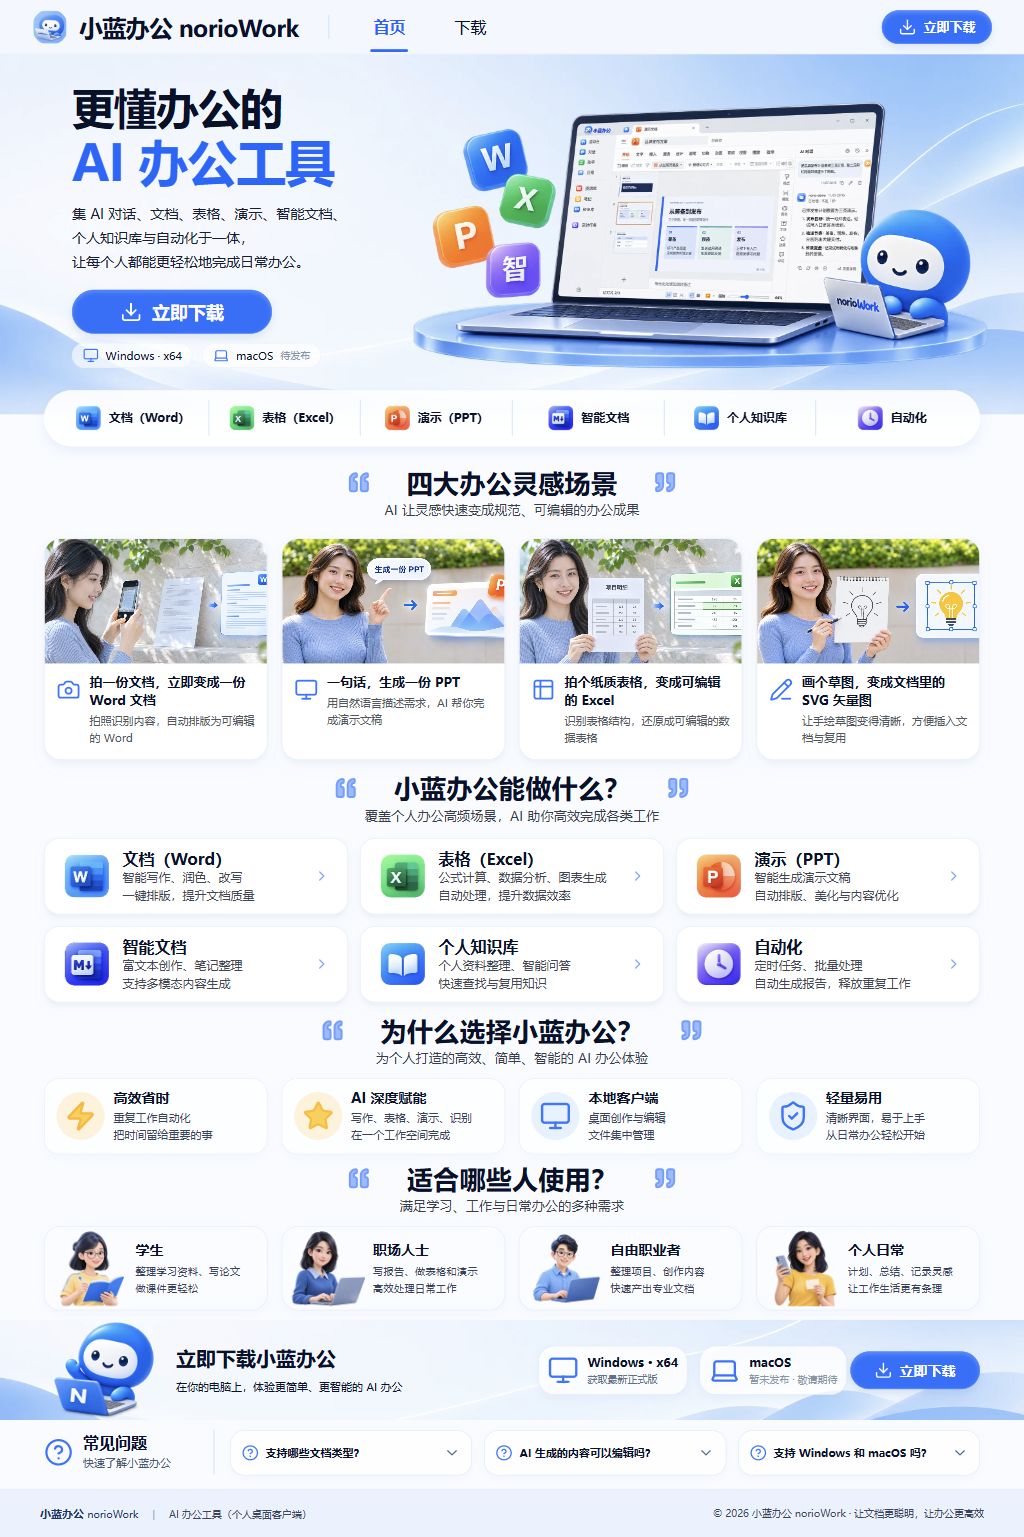 小蓝办公 norioWork
首页
下载
立即下载
更懂办公的
AI 办公工具
集 AI 对话、文档、表格、演示、智能文档、
个人知识库与自动化于一体，
让每个人都能更轻松地完成日常办公。
立即下载
Windows · x64
macOS 待发布
W
X
P
智
小蓝办公
从筹备到发布
norioWork
文档（Word）
表格（Excel）
演示（PPT）
智能文档
个人知识库
自动化
四大办公灵感场景
AI 让灵感快速变成规范、可编辑的办公成果
生成一份 PPT
项目明细
拍一份文档，立即变成一份
Word 文档
拍照识别内容，自动排版为可编辑
的 Word
一句话，生成一份 PPT
用自然语言描述需求，AI 帮你完
成演示文稿
拍个纸质表格，变成可编辑
的 Excel
识别表格结构，还原成可编辑的数
据表格
画个草图，变成文档里的
SVG 矢量图
让手绘草图变得清晰，方便插入文
档与复用
小蓝办公能做什么？
覆盖个人办公高频场景，AI 助你高效完成各类工作
文档（Word）
智能写作、润色、改写
一键排版，提升文档质量
表格（Excel）
公式计算、数据分析、图表生成
自动处理，提升数据效率
演示（PPT）
智能生成演示文稿
自动排版、美化与内容优化
智能文档
富文本创作、笔记整理
支持多模态内容生成
个人知识库
个人资料整理、智能问答
快速查找与复用知识
自动化
定时任务、批量处理
自动生成报告，释放重复工作
为什么选择小蓝办公？
为个人打造的高效、简单、智能的 AI 办公体验
高效省时
重复工作自动化
把时间留给重要的事
AI 深度赋能
写作、表格、演示、识别
在一个工作空间完成
本地客户端
桌面创作与编辑
文件集中管理
轻量易用
清晰界面，易于上手
从日常办公轻松开始
适合哪些人使用？
满足学习、工作与日常办公的多种需求
学生
整理学习资料、写论文
做课件更轻松
职场人士
写报告、做表格和演示
高效处理日常工作
自由职业者
整理项目、创作内容
快速产出专业文档
个人日常
计划、总结、记录灵感
让工作生活更有条理
N
立即下载小蓝办公
在你的电脑上，体验更简单、更智能的 AI 办公
Windows • x64
获取最新正式版
macOS
暂未发布 · 敬请期待
立即下载
常见问题
快速了解小蓝办公
支持哪些文档类型？
AI 生成的内容可以编辑吗？
支持 Windows 和 macOS 吗？
小蓝办公 norioWork | AI 办公工具（个人桌面客户端）
© 2026 小蓝办公 norioWork · 让文档更聪明，让办公更高效